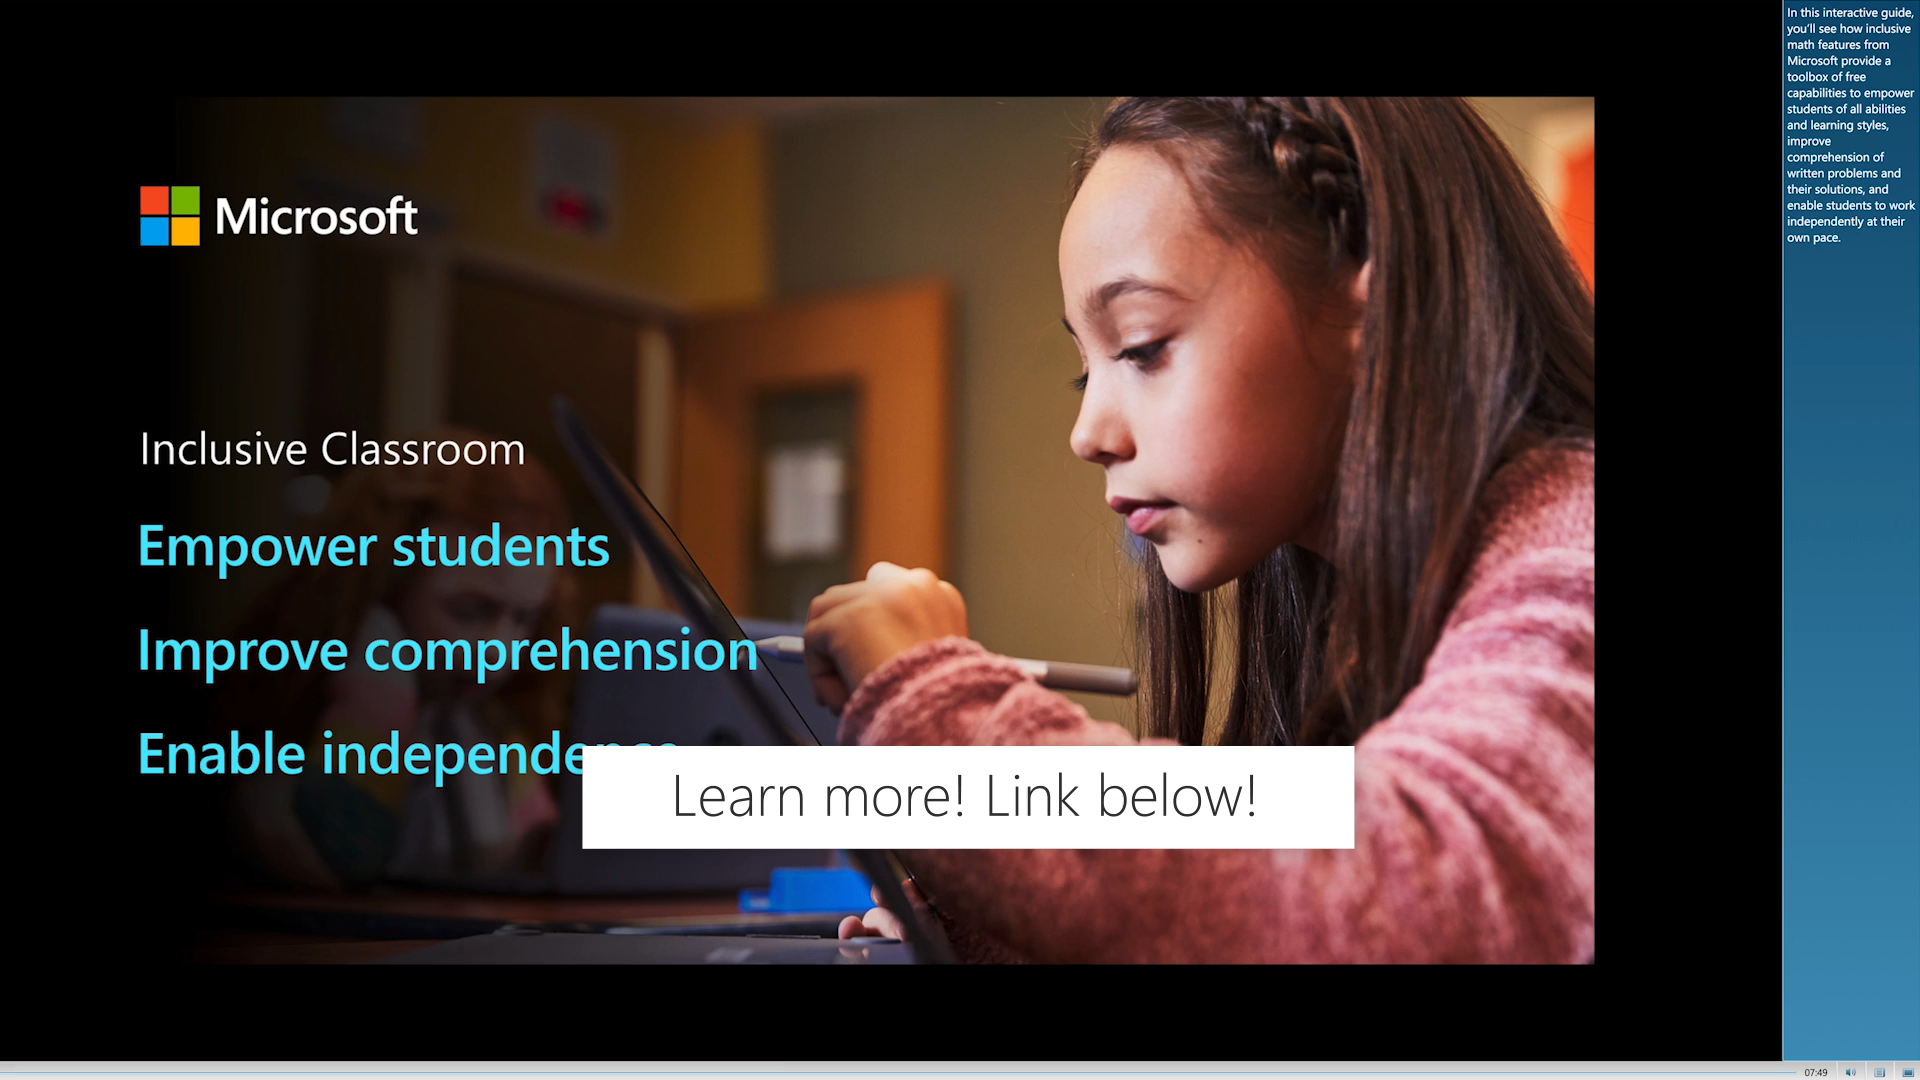 Microsoft
Inclusive Classroom
Empower students
Improve comprehension
Enable independence
Learn more! Link below!
In this interactive guide,
you'll see how inclusive
math features from
Microsoft provide a
toolbox of free
capabilities to empower
students of all abilities
and learning styles,
improve
comprehension of
written problems and
their solutions, and
enable students to work
independently at their
own pace.
07:49